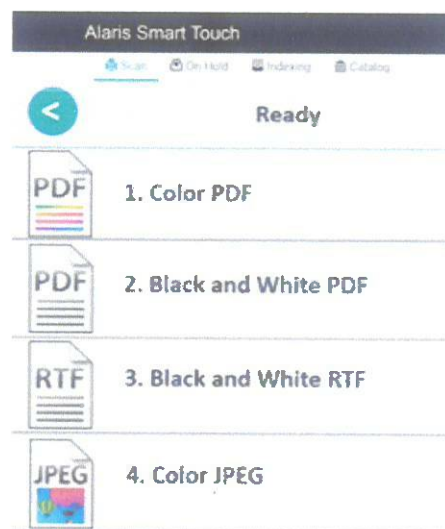 Alaris Smart Touch
Scan On Hold Indexing Catalog
< Ready
PDF 1. Color PDF
PDF 2. Black and White PDF
RTF 3. Black and White RTF
JPEG 4. Color JPEG